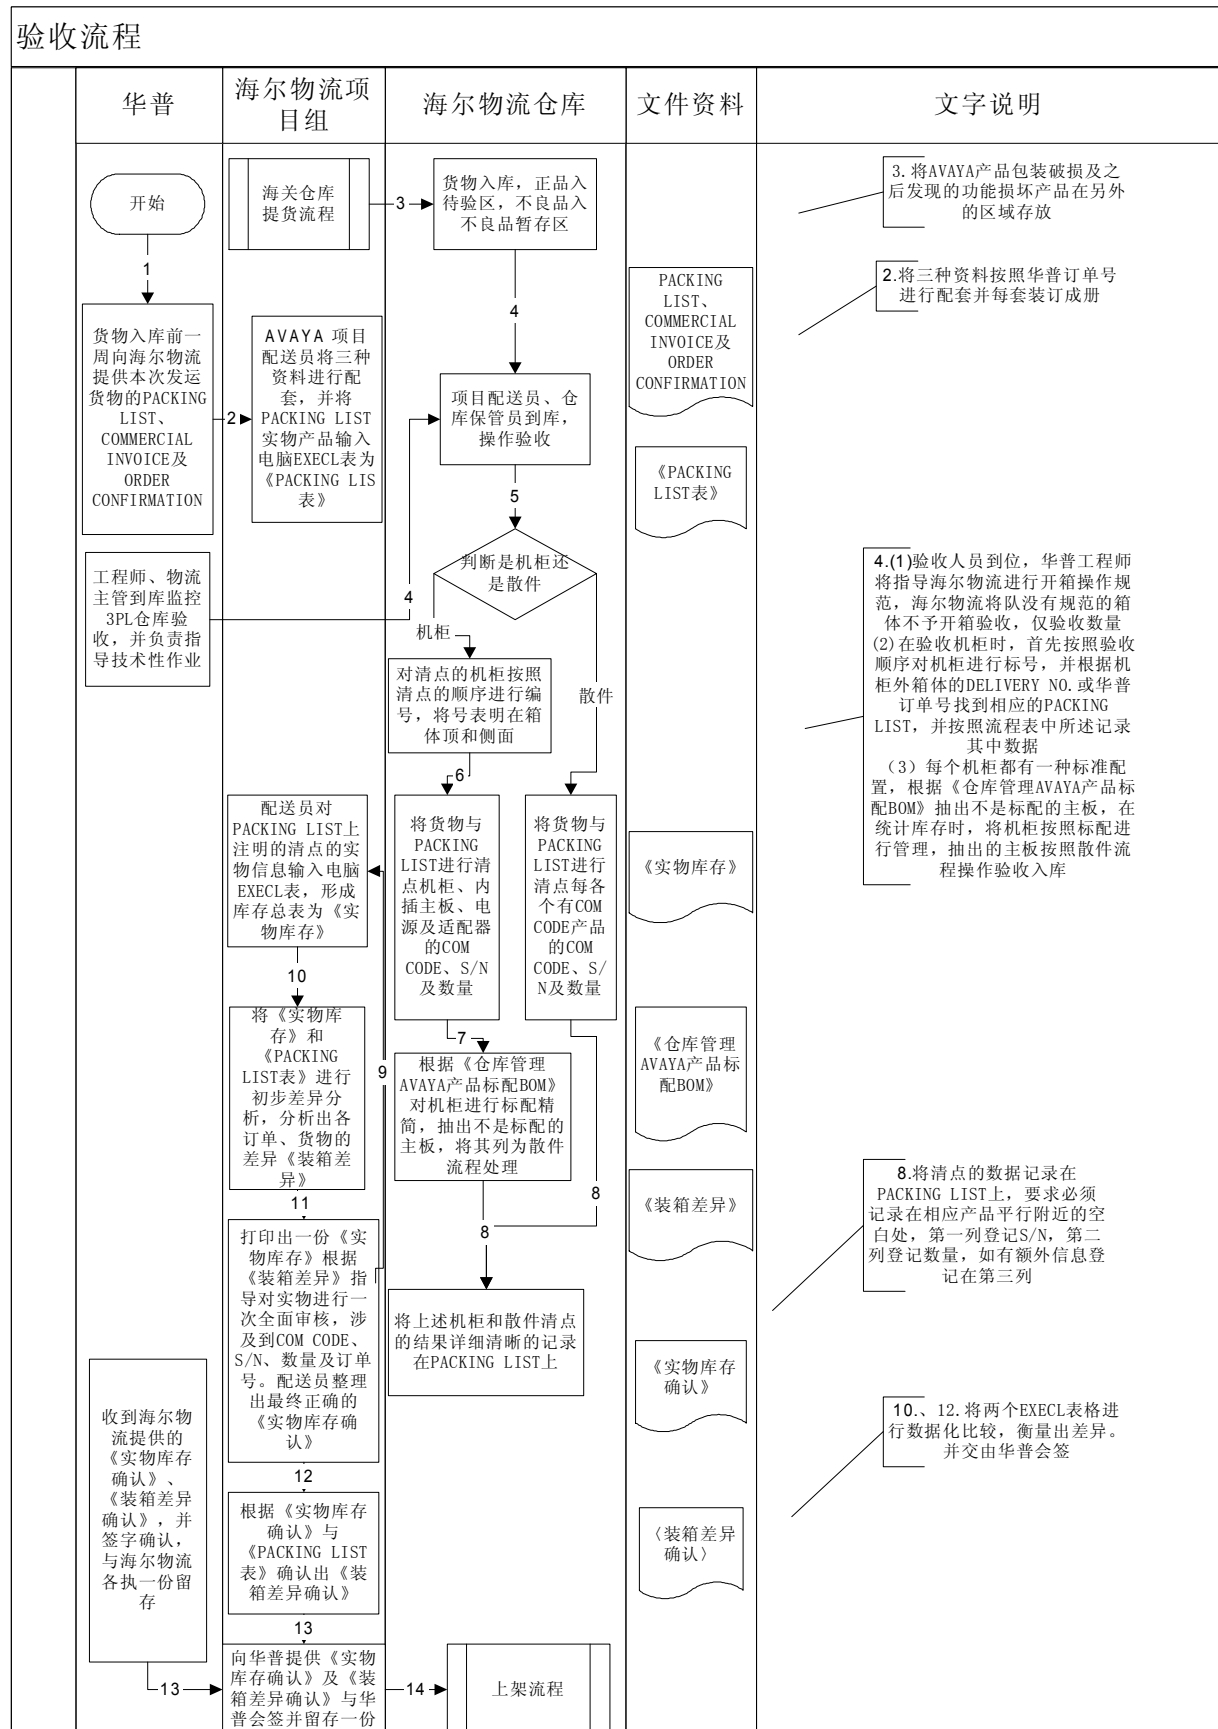 验收流程
华普
海尔物流项
目组
海尔物流仓库
文件资料
文字说明
开始
海关仓库
提货流程
3
货物入库，正品入
待验区，不良品入
不良品暂存区
3.将AVAYA产品包装破损及之
后发现的功能损坏产品在另外
的区域存放
1
4
PACKING
LIST、
COMMERCIAL
INVOICE及
ORDER
CONFIRMATION
2.将三种资料按照华普订单号
进行配套并每套装订成册
货物入库前一
周向海尔物流
提供本次发运
货物的PACKING
LIST、
COMMERCIAL
INVOICE及
ORDER
CONFIRMATION
2
AVAYA 项目
配送员将三种
资料进行配
套，并将
PACKING LIST
实物产品输入
电脑EXECL表为
《PACKING LIS
表》
项目配送员、仓
库保管员到库，
操作验收
《PACKING
LIST表》
5
判断是机柜还
是散件
工程师、物流
主管到库监控
3PL仓库验
收，并负责指
导技术性作业
4
机柜
散件
4.(1)验收人员到位，华普工程师
将指导海尔物流进行开箱操作规
范，海尔物流将队没有规范的箱
体不予开箱验收，仅验收数量
(2)在验收机柜时，首先按照验收
顺序对机柜进行标号，并根据机
柜外箱体的DELIVERY NO.或华普
订单号找到相应的PACKING
LIST，并按照流程表中所述记录
其中数据
（3）每个机柜都有一种标准配
置，根据《仓库管理AVAYA产品标
配BOM》抽出不是标配的主板，在
统计库存时，将机柜按照标配进
行管理，抽出的主板按照散件流
程操作验收入库
对清点的机柜按照
清点的顺序进行编
号，将号表明在箱
体顶和侧面
6
配送员对
PACKING LIST上
注明的清点的实
物信息输入电脑
EXECL表，形成
库存总表为《实
物库存》
将货物与
PACKING
LIST进行清
点机柜、内
插主板、电
源及适配器
的COM
CODE、S/N
及数量
将货物与
PACKING
LIST进行
清点每各
个有COM
CODE产品
的COM
CODE、S/
N及数量
《实物库存》
10
7
9
将《实物库
存》和
《PACKING
LIST表》进行
初步差异分
析，分析出各
订单、货物的
差异《装箱差
异》
根据《仓库管理
AVAYA产品标配BOM》
对机柜进行标配精
简，抽出不是标配的
主板，将其列为散件
流程处理
《仓库管理
AVAYA产品标
配BOM》
11
8
8
《装箱差异》
8.将清点的数据记录在
PACKING LIST上，要求必须
记录在相应产品平行附近的空
白处，第一列登记S/N，第二
列登记数量，如有额外信息登
记在第三列
打印出一份《实
物库存》根据
《装箱差异》指
导对实物进行一
次全面审核，涉
及到COM CODE、
S/N、数量及订单
号。配送员整理
出最终正确的
《实物库存确
认》
将上述机柜和散件清点
的结果详细清晰的记录
在PACKING LIST上
《实物库存
确认》
10.、12.将两个EXECL表格进
行数据化比较，衡量出差异。
并交由华普会签
收到海尔物
流提供的
《实物库存
确认》、
《装箱差异
确认》，并
签字确认，
与海尔物流
各执一份留
存
12
根据《实物库存
确认》与
《PACKING LIST
表》确认出《装
箱差异确认》
〈装箱差异
确认〉
13
13
向华普提供《实物
库存确认》及《装
箱差异确认》与华
普会签并留存一份
14
上架流程